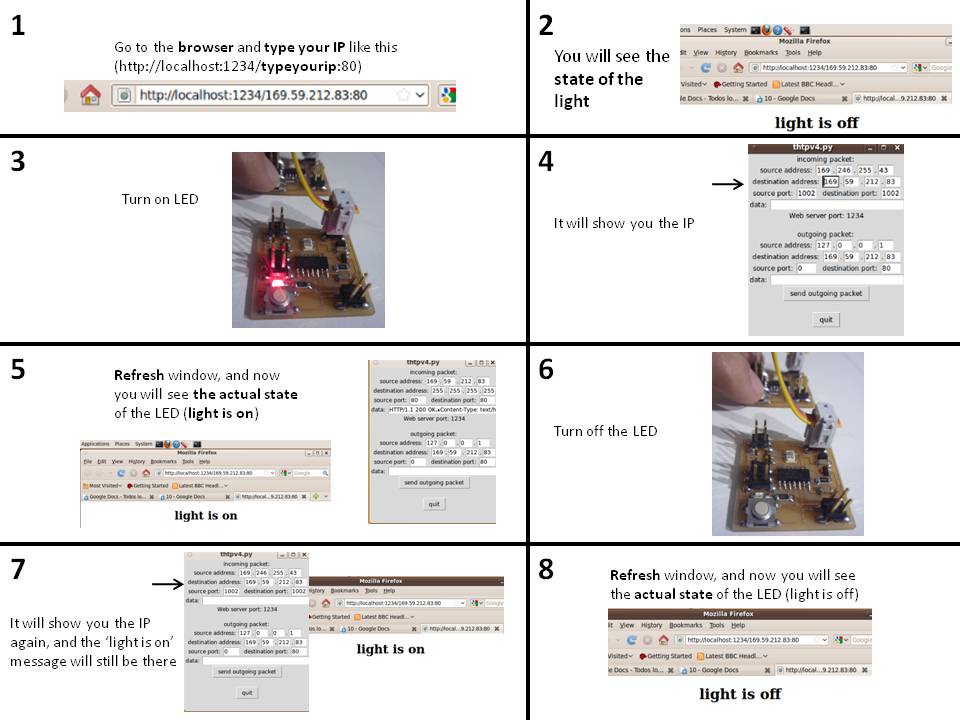 1
Go to the browser and type your IP like this
(http://localhost:1234/typeyourip:80)
http://localhost:1234/169.59.212.83:80
2
You will see the
state of the
light
ons Places System
Mozilla Firefox
dit View History Bookmarks Tools Help
http://localhost:1234/169.59.212.83:80
Google
Visited Getting Started Latest BBC Headl...
le Docs - Todos lo... 10 - Google Docs http://local...9.212.83:80
light is off
3
Turn on LED
4
It will show you the IP
thtpv4.py
incoming packet:
source address: 169 . 246 . 255 . 43
destination address: 169 . 59 . 212 . 83
source port: 1002 destination port: 1002
data:
Web server port: 1234
outgoing packet:
source address: 127 . 0 . 0 . 1
destination address: 169 . 59 . 212 . 83
source port: 0 destination port: 80
data:
send outgoing packet
quit
5
Refresh window, and now
you will see the actual state
of the LED (light is on)
Applications Places System
Mozilla Firefox
File Edit View History Bookmarks Tools Help
http://localhost:1234/169.59.212.83:80
Google
Most Visited Getting Started Latest BBC Headl...
Google Docs - Todos lo... 10 - Google Docs http://local...9.212.83:80
light is on
thtpv4.py
incoming packet:
source address: 169 . 59 . 212 . 83
destination address: 255 . 255 . 255 . 255
source port: 80 destination port: 80
data: HTTP/1.1 200 OK.Content-Type: text/h
Web server port: 1234
outgoing packet:
source address: 127 . 0 . 0 . 1
destination address: 169 . 59 . 212 . 83
source port: 0 destination port: 80
data:
send outgoing packet
quit
6
Turn off the LED
7
It will show you the IP
again, and the ‘light is on’
message will still be there
thtpv4.py
incoming packet:
source address: 169 . 246 . 255 . 43
destination address: 169 . 59 . 212 . 83
source port: 1002 destination port: 1002
data:
Web server port: 1234
outgoing packet:
source address: 127 . 0 . 0 . 1
destination address: 169 . 59 . 212 . 83
source port: 0 destination port: 80
data:
send outgoing packet
quit
Mozilla Firefox
History Bookmarks Tools Help
http://localhost:1234/169.59.212.83:80
Google
Getting Started Latest BBC Headl...
10 - Google Docs http://local...9.212.83:80
light is on
8
Refresh window, and now you will see
the actual state of the LED (light is off)
Mozilla Firefox
it View History Bookmarks Tools Help
http://localhost:1234/169.59.212.83:80
Google
Visited Getting Started Latest BBC Headl...
e Docs - Todos lo... 10 - Google Docs http://local...9.212.83:80
light is off